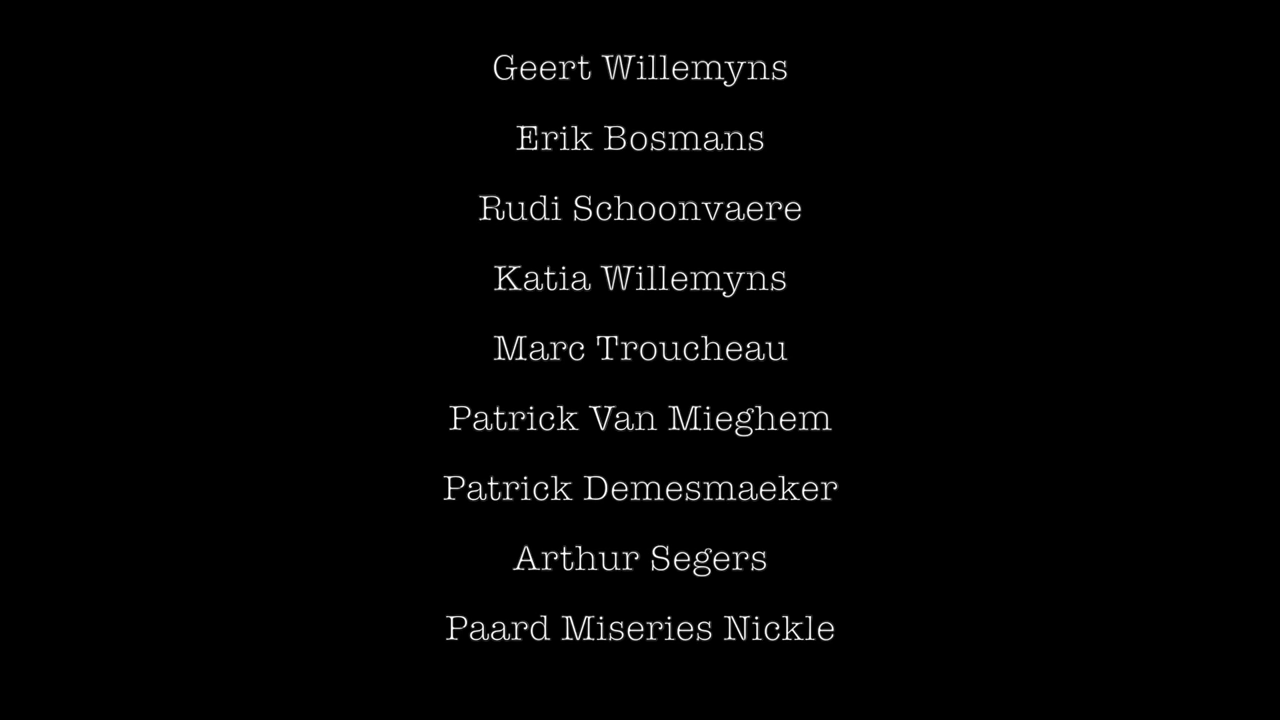 Geert Willemyns
Erik Bosmans
Rudi Schoonvaere
Katia Willemyns
Marc Troucheau
Patrick Van Mieghem
Patrick Demesmaeker
Arthur Segers
Paard Miseries Nickle